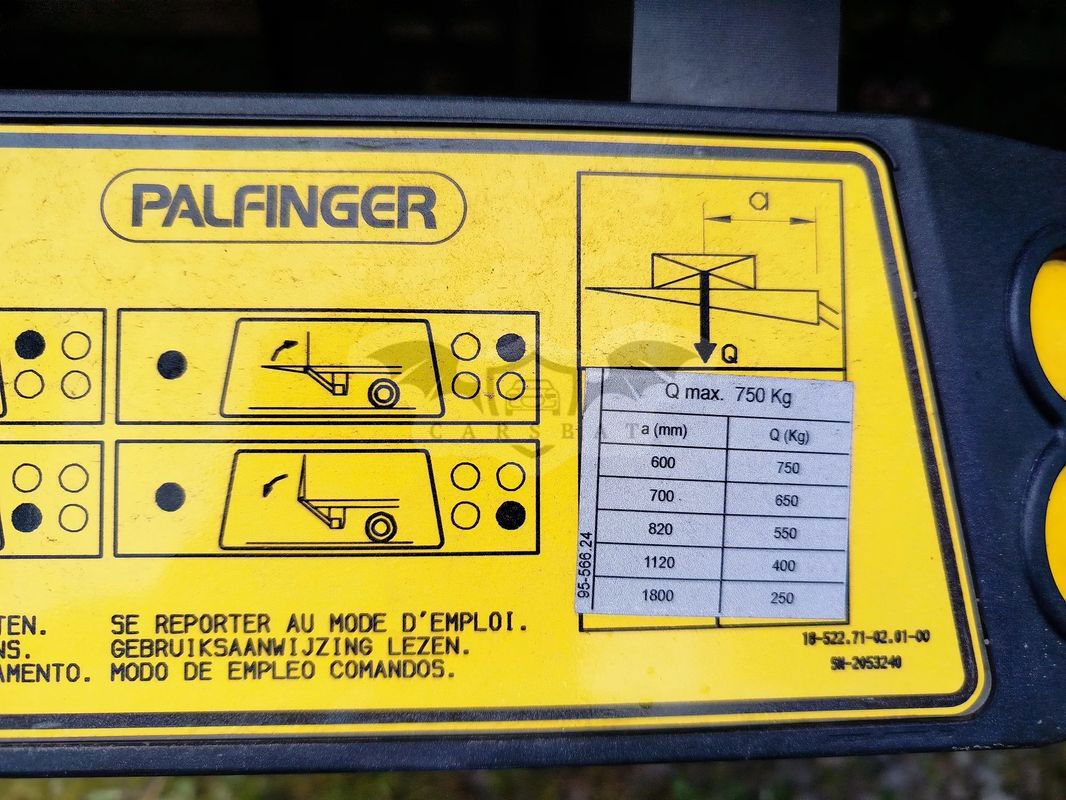 PALFINGER
a
Q
Q max. 750 Kg
a (mm) Q (Kg)
600 750
700 650
820 550
1120 400
1800 250
95-566.24
CARSBAT
TEN. SE REPORTER AU MODE D'EMPLOI.
NS. GEBRUIKSAANWIJZING LEZEN.
AMENTO. MODO DE EMPLEO COMANDOS.
18-522.71-02.01-00
SN-2053240